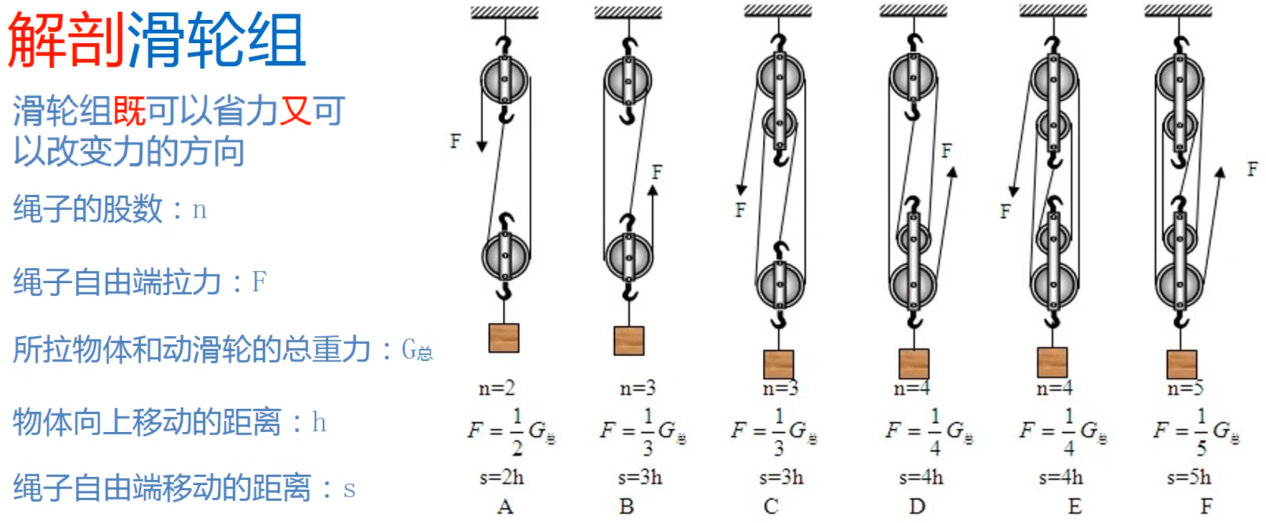 解剖滑轮组
滑轮组既可以省力又可
以改变力的方向
绳子的股数：n
绳子自由端拉力：F
所拉物体和动滑轮的总重力：G总
物体向上移动的距离：h
绳子自由端移动的距离：s
F F F F F F
n=2 n=3 n=3 n=4 n=4 n=5
F=1/2 G总 F=1/3 G总 F=1/3 G总 F=1/4 G总 F=1/4 G总 F=1/5 G总
s=2h s=3h s=3h s=4h s=4h s=5h
A B C D E F